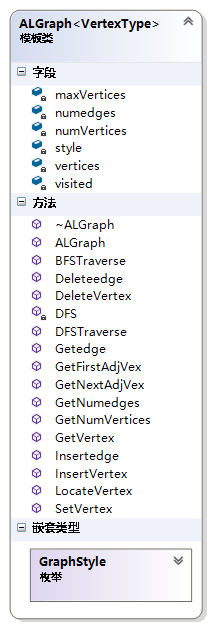 ALGraph<VertexType>
模板类
字段
maxVertices
numedges
numVertices
style
vertices
visited
方法
~ALGraph
ALGraph
BFSTraverse
Deleteedge
DeleteVertex
DFS
DFSTraverse
Getedge
GetFirstAdjVex
GetNextAdjVex
GetNumedges
GetNumVertices
GetVertex
Insertedge
InsertVertex
LocateVertex
SetVertex
嵌套类型
GraphStyle
枚举